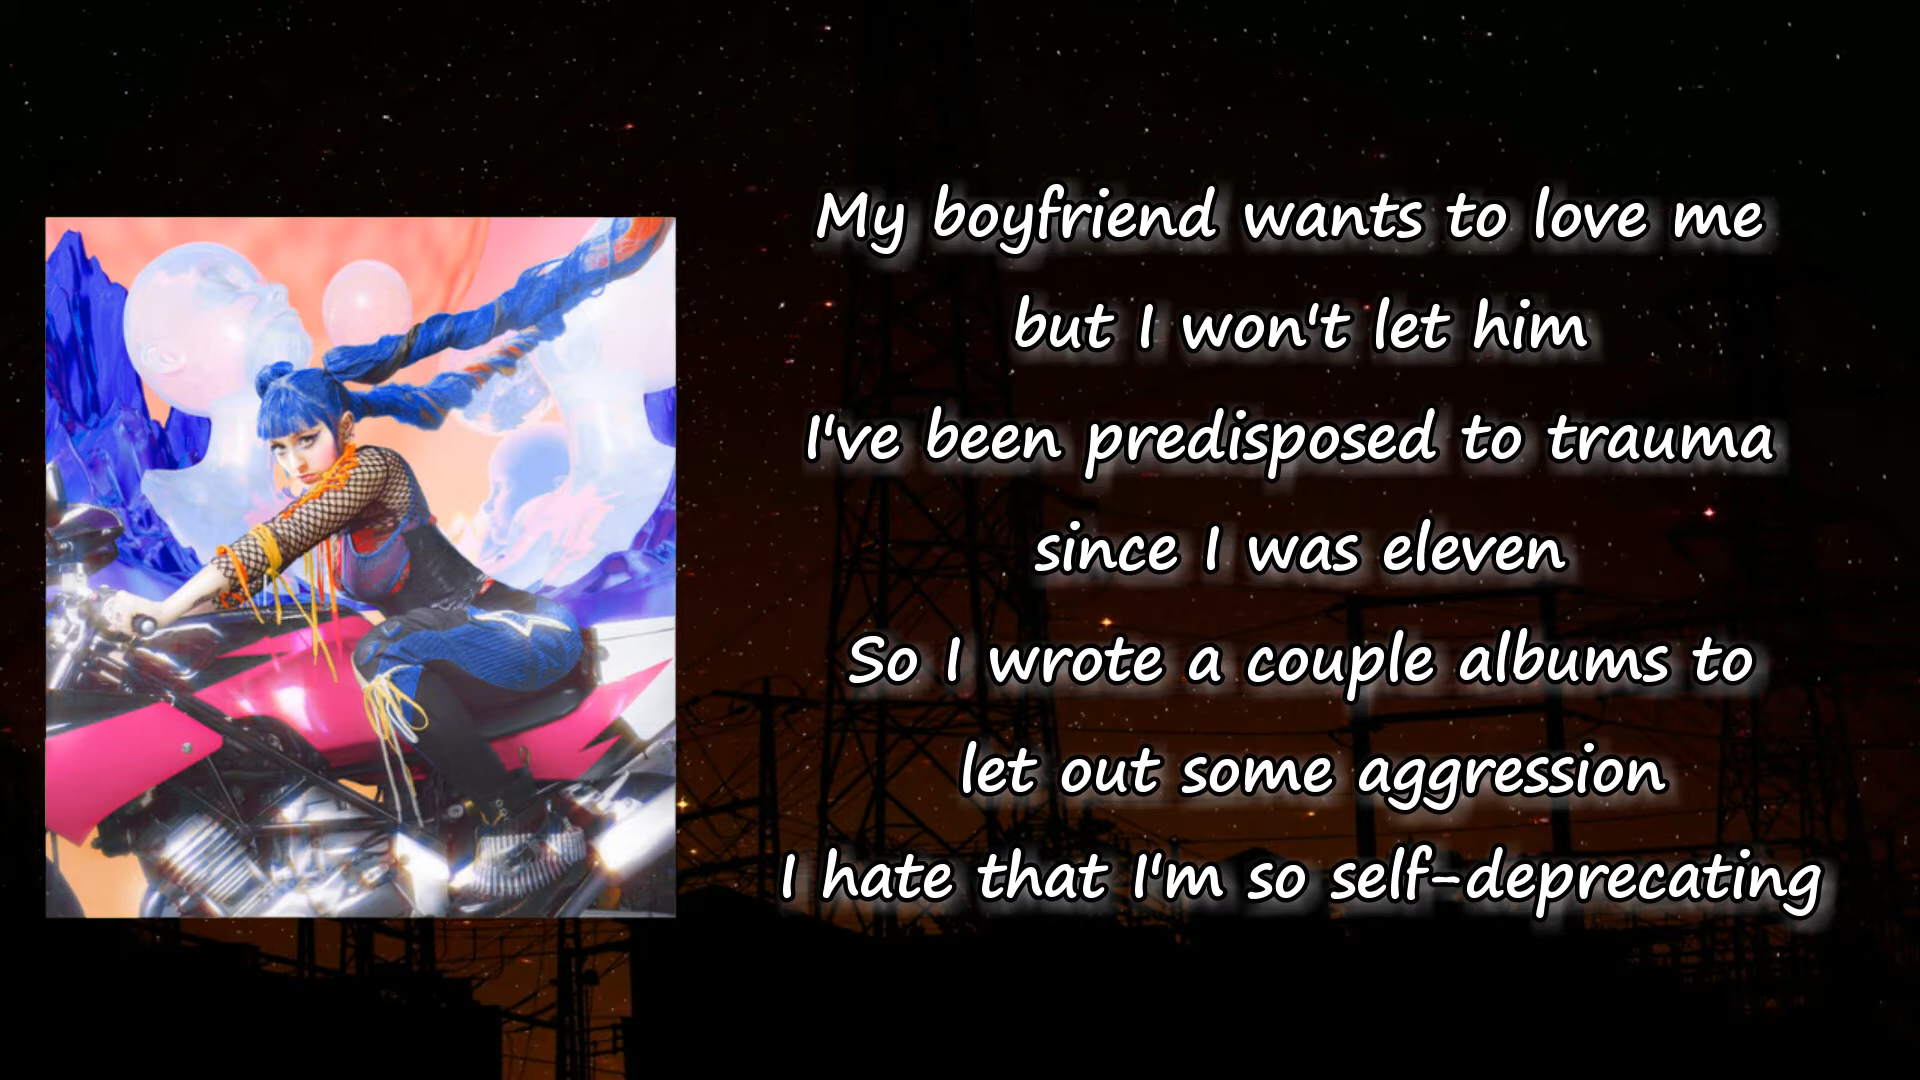 My boyfriend wants to love me
but I won't let him
I've been predisposed to trauma
since I was eleven
So I wrote a couple albums to
let out some aggression
I hate that I'm so self-deprecating